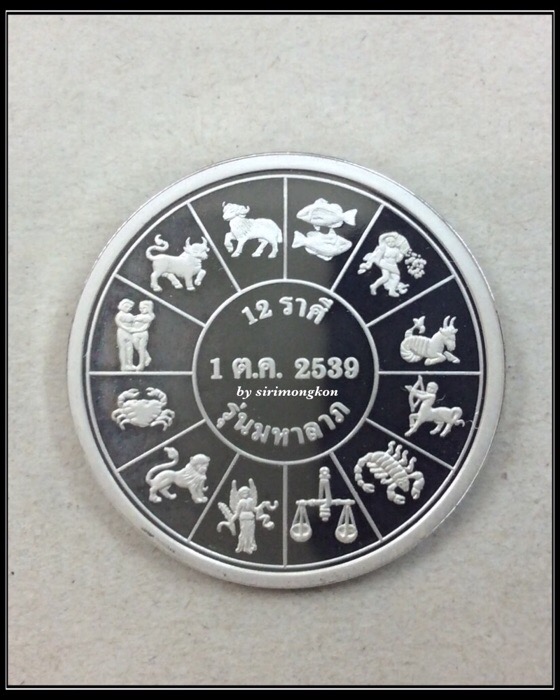 12 ราศี
1 ต.ค. 2539
by sirimongkon
รุ่นมหาลาภ